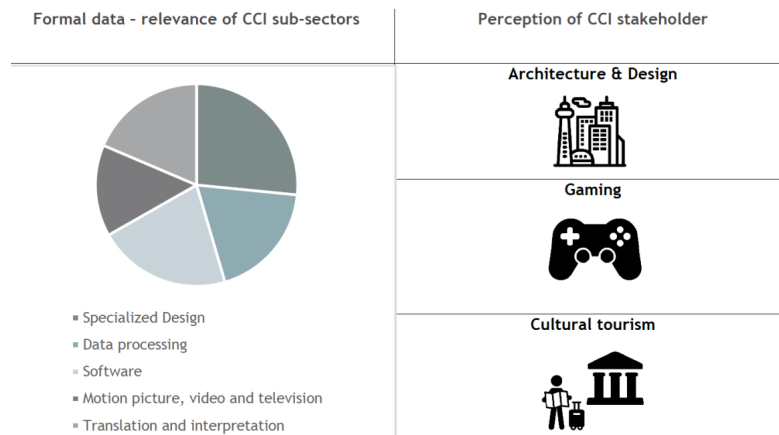 Formal data - relevance of CCI sub-sectors
Perception of CCI stakeholder
Architecture & Design
Gaming
Cultural tourism
Specialized Design
Data processing
Software
Motion picture, video and television
Translation and interpretation